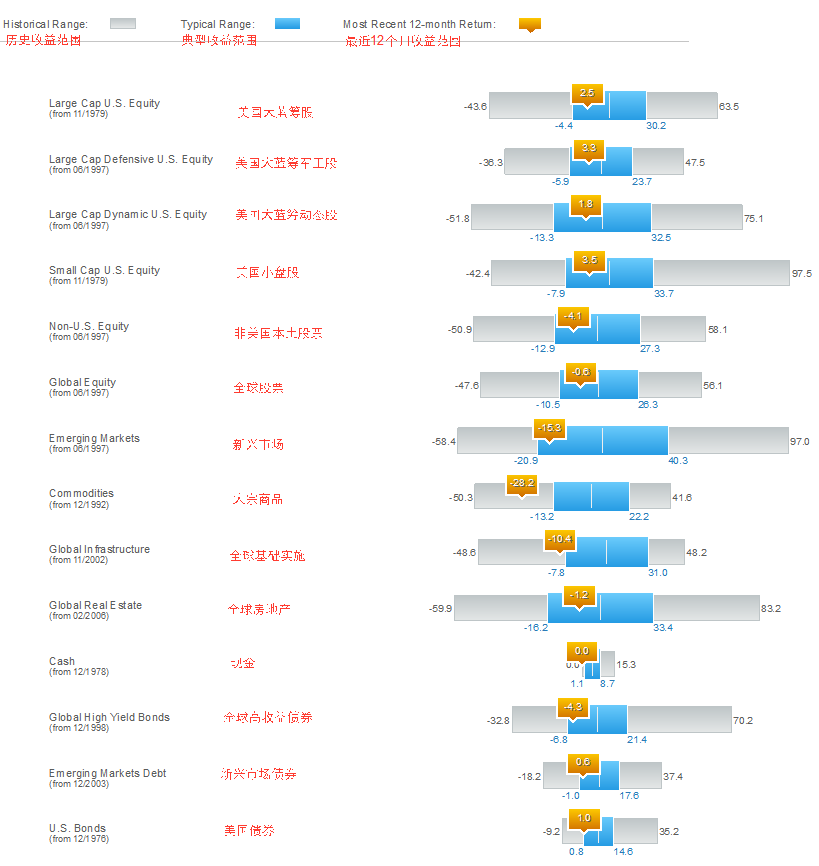 Historical Range:
Typical Range:
Most Recent 12-month Return:
历史收益范围
典型收益范围
最近12个月收益范围
Large Cap U.S. Equity
(from 11/1979)
美国大蓝筹股
-43.6
2.5
63.5
-4.4
30.2
Large Cap Defensive U.S. Equity
(from 06/1997)
美国大蓝筹军工股
-36.3
3.3
47.5
-5.9
23.7
Large Cap Dynamic U.S. Equity
(from 06/1997)
美国大蓝筹动态股
-51.8
1.8
75.1
-13.3
32.5
Small Cap U.S. Equity
(from 11/1979)
美国小盘股
-42.4
3.5
97.5
-7.9
33.7
Non-U.S. Equity
(from 06/1997)
非美国本土股票
-50.9
-4.1
58.1
-12.9
27.3
Global Equity
(from 06/1997)
全球股票
-47.6
-0.6
56.1
-10.5
26.3
Emerging Markets
(from 06/1997)
新兴市场
-58.4
-15.3
97.0
-20.9
40.3
Commodities
(from 12/1992)
大宗商品
-50.3
-28.2
41.6
-13.2
22.2
Global Infrastructure
(from 11/2002)
全球基础实施
-48.6
-10.4
48.2
-7.8
31.0
Global Real Estate
(from 02/2006)
全球房地产
-59.9
-1.2
83.2
-16.2
33.4
Cash
(from 12/1978)
现金
0.0
0.0
15.3
1.1
8.7
Global High Yield Bonds
(from 12/1998)
全球高收益债券
-32.8
-4.3
70.2
-6.8
21.4
Emerging Markets Debt
(from 12/2003)
新兴市场债券
-18.2
0.6
37.4
-1.0
17.6
U.S. Bonds
(from 12/1976)
美国债券
-9.2
1.0
35.2
0.8
14.6